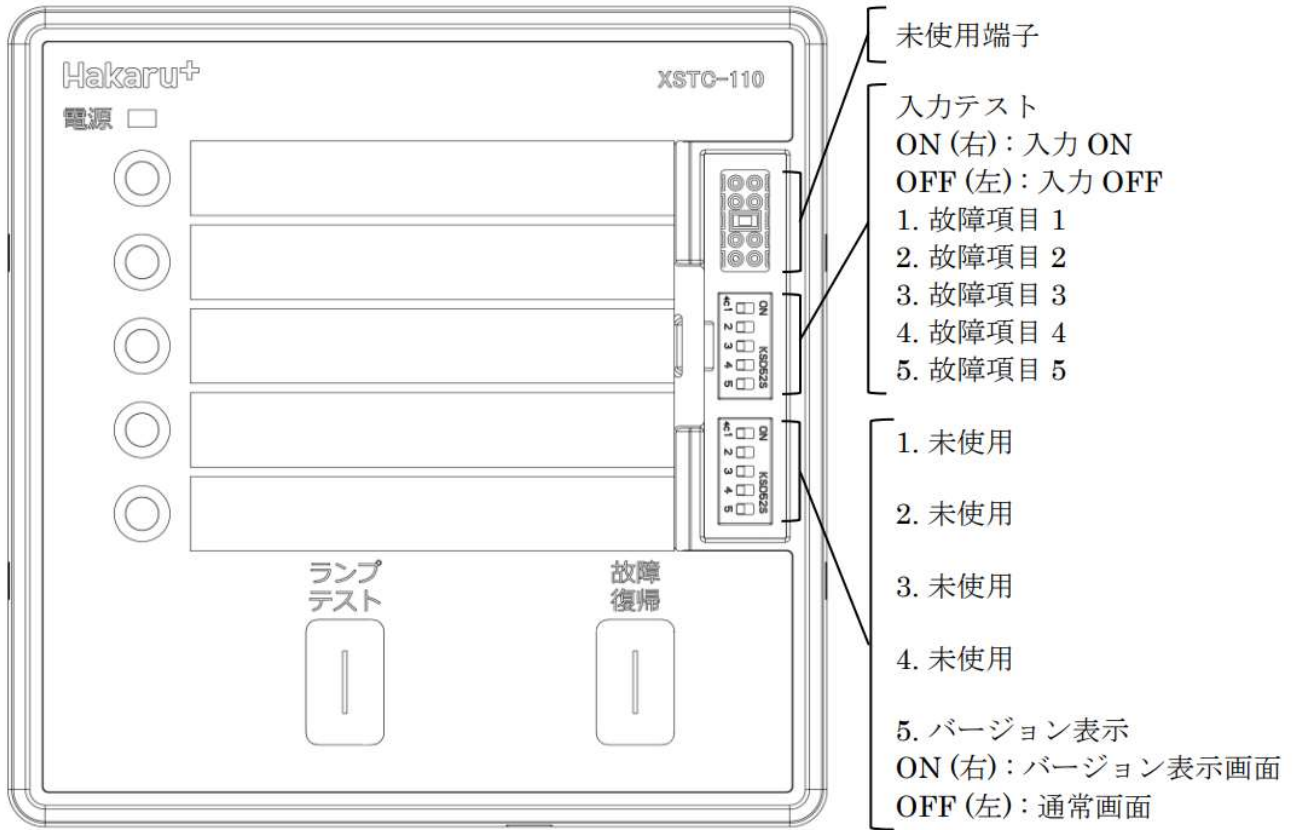 Hakaru+
XSTC-110
電源
ON
1
2
3
4
5
KSD52S
ON
1
2
3
4
5
KSD52S
ランプ
テスト
故障
復帰
未使用端子
入力テスト
ON (右)：入力 ON
OFF (左)：入力 OFF
1. 故障項目 1
2. 故障項目 2
3. 故障項目 3
4. 故障項目 4
5. 故障項目 5
1. 未使用
2. 未使用
3. 未使用
4. 未使用
5. バージョン表示
ON (右)：バージョン表示画面
OFF (左)：通常画面